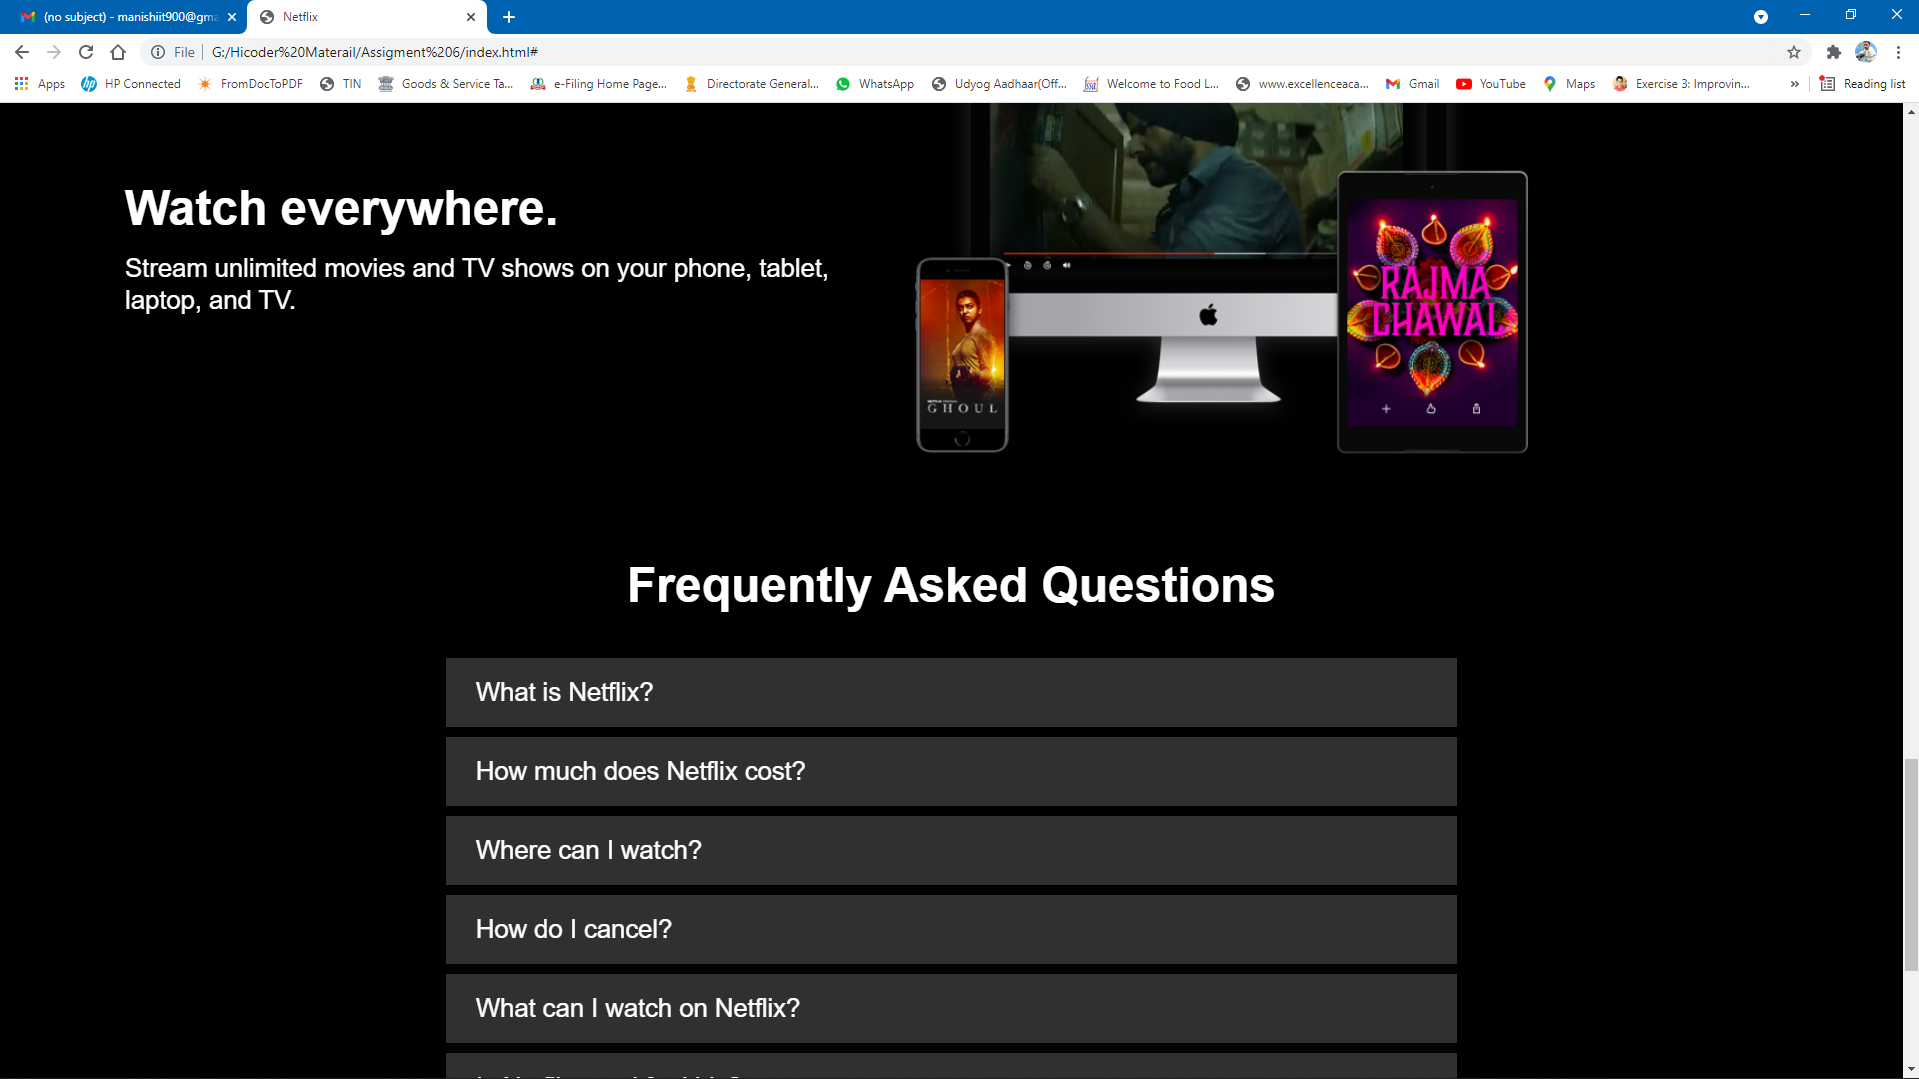 (no subject) - manishiit900@gma
Netflix
File
G:/Hicoder%20Materail/Assigment%206/index.html#
Apps
HP Connected
FromDocToPDF
TIN
Goods & Service Ta...
e-Filing Home Page...
Directorate General...
WhatsApp
Udyog Aadhaar(Off...
Welcome to Food L...
www.excellenceaca...
Gmail
YouTube
Maps
Exercise 3: Improvin...
»
Reading list
Watch everywhere.
Stream unlimited movies and TV shows on your phone, tablet,
laptop, and TV.
GHOUL
RAJMA
CHAWAL
Frequently Asked Questions
What is Netflix?
How much does Netflix cost?
Where can I watch?
How do I cancel?
What can I watch on Netflix?